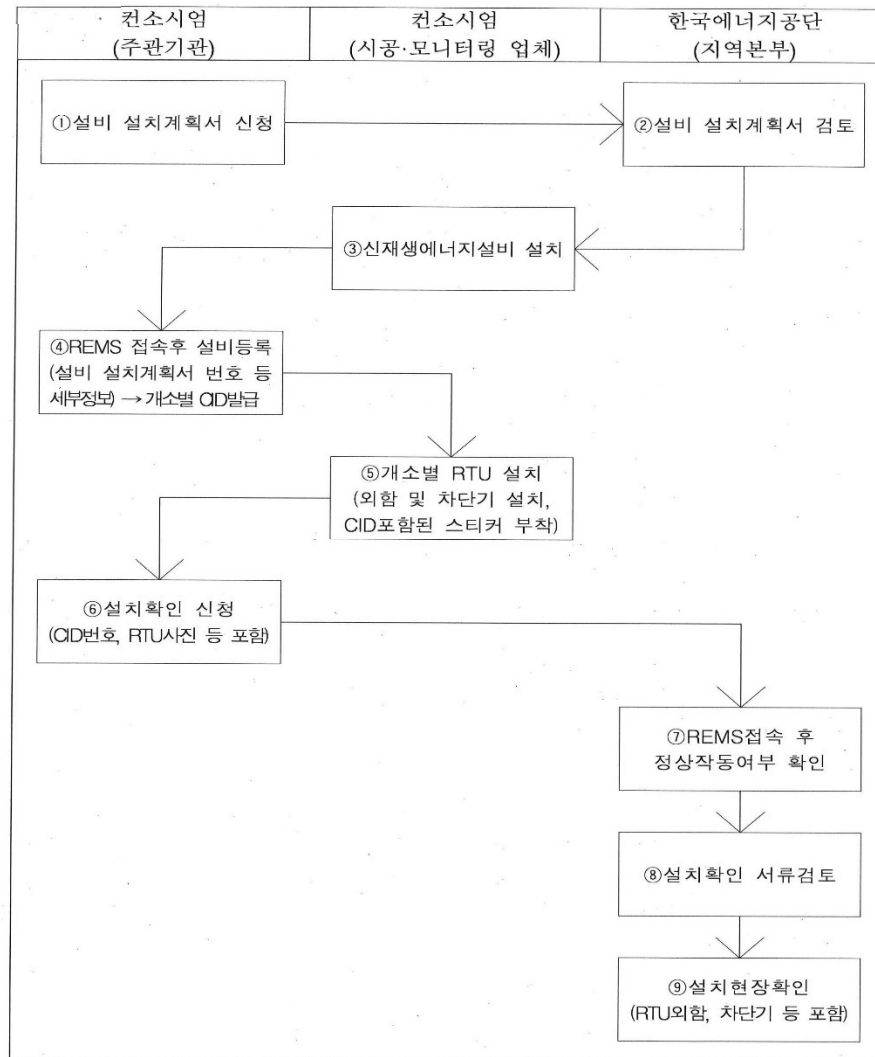 컨소시엄
(주관기관)
컨소시엄
(시공·모니터링 업체)
한국에너지공단
(지역본부)
①설비 설치계획서 신청
②설비 설치계획서 검토
③신재생에너지설비 설치
④REMS 접속후 설비등록
(설비 설치계획서 번호 등
세부정보) → 개소별 CID발급
⑤개소별 RTU 설치
(외함 및 차단기 설치,
CID포함된 스티커 부착)
⑥설치확인 신청
(CID번호, RTU사진 등 포함)
⑦REMS접속 후
정상작동여부 확인
⑧설치확인 서류검토
⑨설치현장확인
(RTU외함, 차단기 등 포함)